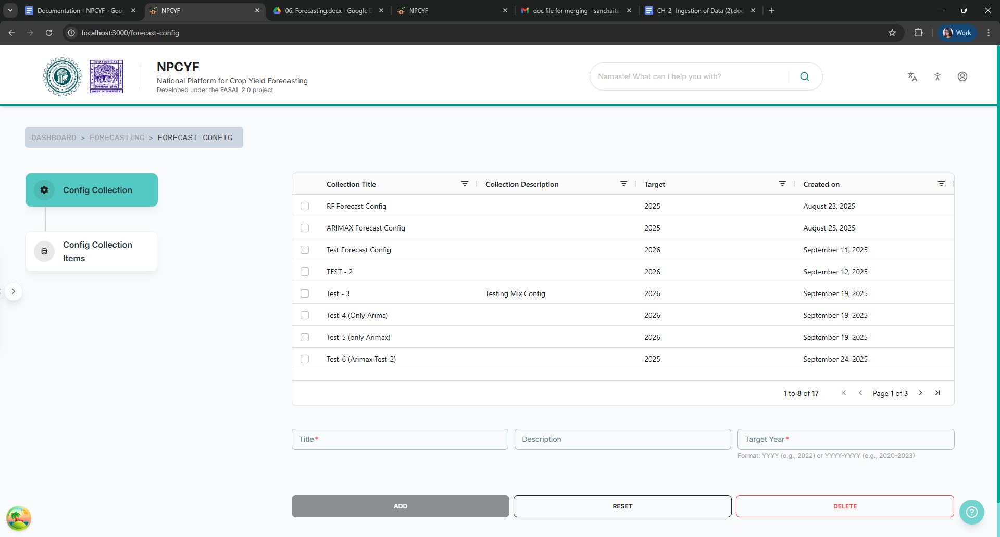 Documentation - NPCYF - Goo
NPCYF
06. Forecasting.docx - Google D
NPCYF
doc file for merging - sanchaita
CH-2_ Ingestion of Data (2).doc
localhost:3000/forecast-config
Work
STATISTICAL
INDIAN
INSTITUTE
UNITY IN DIVERSITY
NPCYF
National Platform for Crop Yield Forecasting
Developed under the FASAL 2.0 project
Namaste! What can I help you with?
DASHBOARD > FORECASTING > FORECAST CONFIG
Config Collection
Config Collection
Items
Collection Title Collection Description Target Created on
RF Forecast Config 2025 August 23, 2025
ARIMAX Forecast Config 2025 August 23, 2025
Test Forecast Config 2026 September 11, 2025
TEST - 2 2026 September 12, 2025
Test - 3 Testing Mix Config 2026 September 19, 2025
Test-4 (Only Arima) 2026 September 19, 2025
Test-5 (only Arimax) 2026 September 19, 2025
Test-6 (Arimax Test-2) 2025 September 24, 2025
1 to 8 of 17 Page 1 of 3
Title* Description Target Year*
Format: YYYY (e.g., 2022) or YYYY-YYYY (e.g., 2020-2023)
ADD RESET DELETE